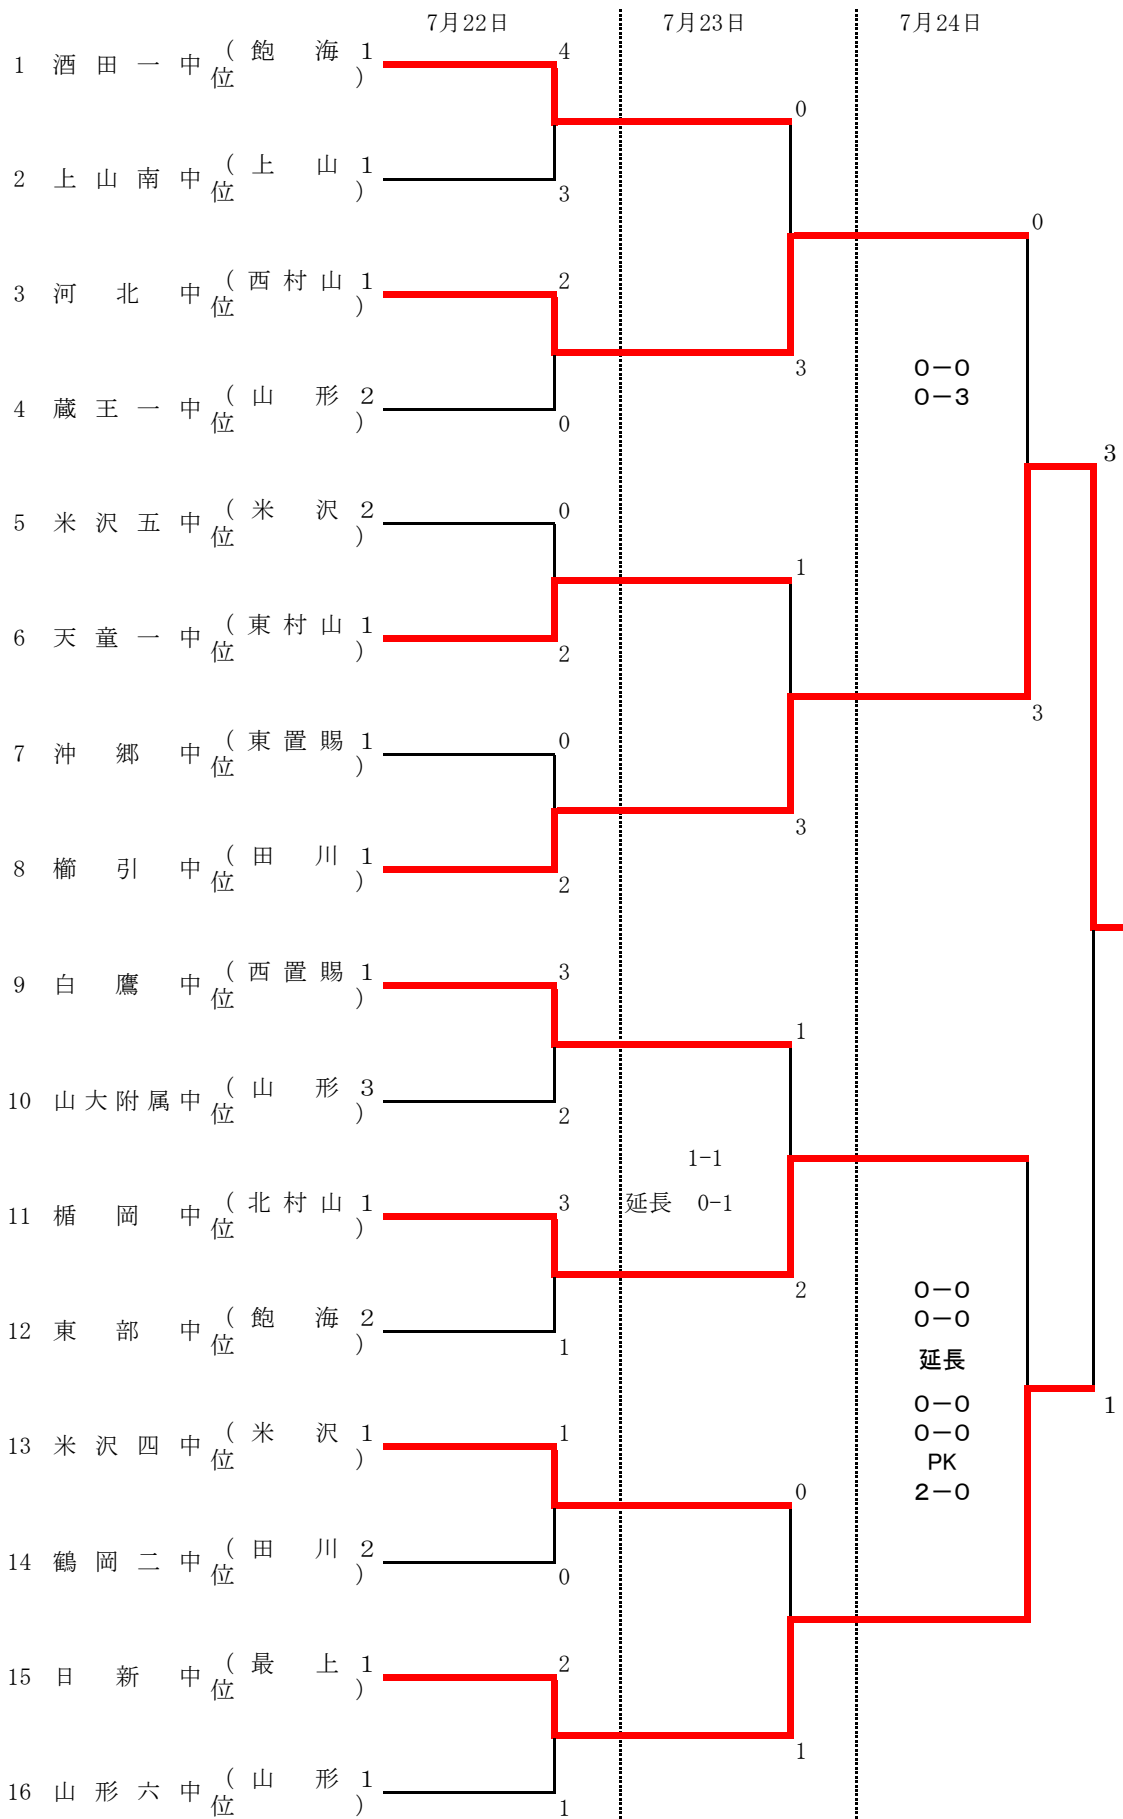 7月22日 7月23日 7月24日
1 酒田一中 (飽海1位) 4
0
2 上山南中 (上山1位) 3
0
3 河北中 (西村山1位) 2
3
0－0
0－3
4 蔵王一中 (山形2位) 0
3
5 米沢五中 (米沢2位) 0
1
6 天童一中 (東村山1位) 2
3
7 沖郷中 (東置賜1位) 0
3
8 櫛引中 (田川1位) 2
9 白鷹中 (西置賜1位) 3
1
10 山大附属中 (山形3位) 2
1-1
延長 0-1
11 楯岡中 (北村山1位) 3
2
12 東部中 (飽海2位) 1
0－0
0－0
延長
0－0
0－0
PK
2－0
1
13 米沢四中 (米沢1位) 1
0
14 鶴岡二中 (田川2位) 0
15 日新中 (最上1位) 2
1
16 山形六中 (山形1位) 1